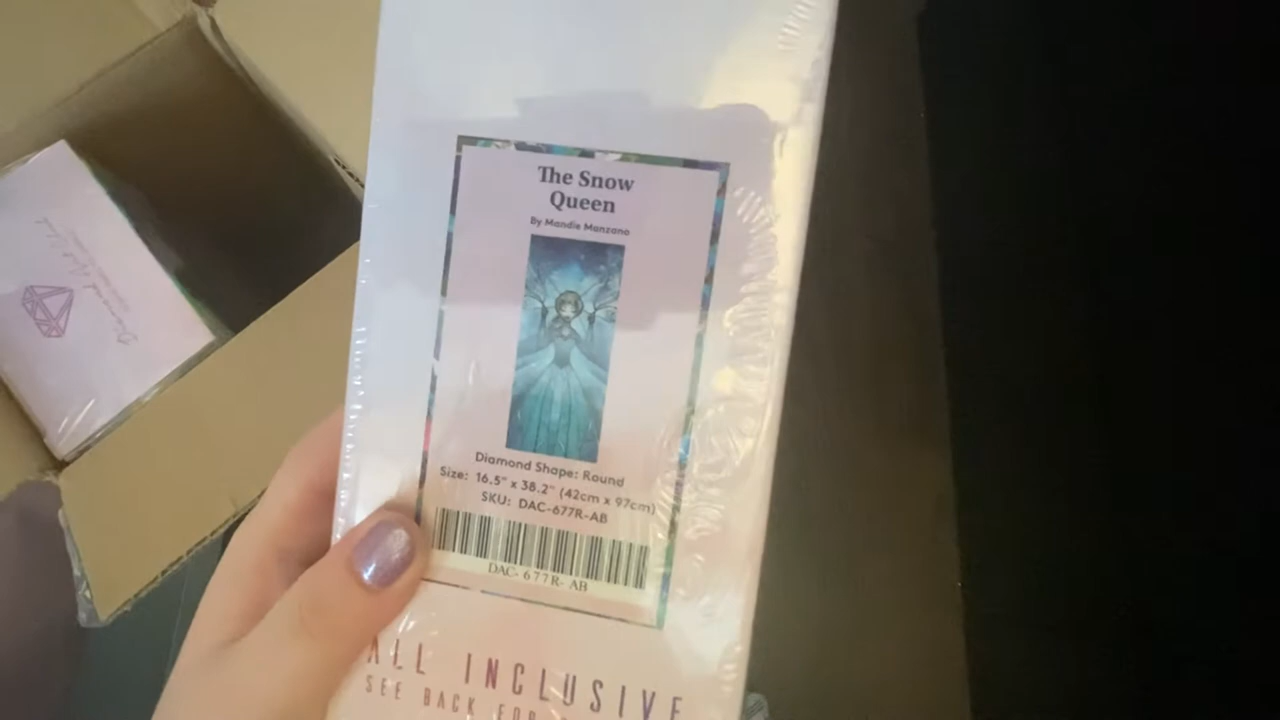 The Snow
Queen
By Mandie Manzano
Diamond Shape: Round
Size: 16.5" x 38.2" (42cm x 97cm)
SKU: DAC-677R-AB
DAC- 677R- AB
ALL INCLUSIVE
SEE BACK FOR